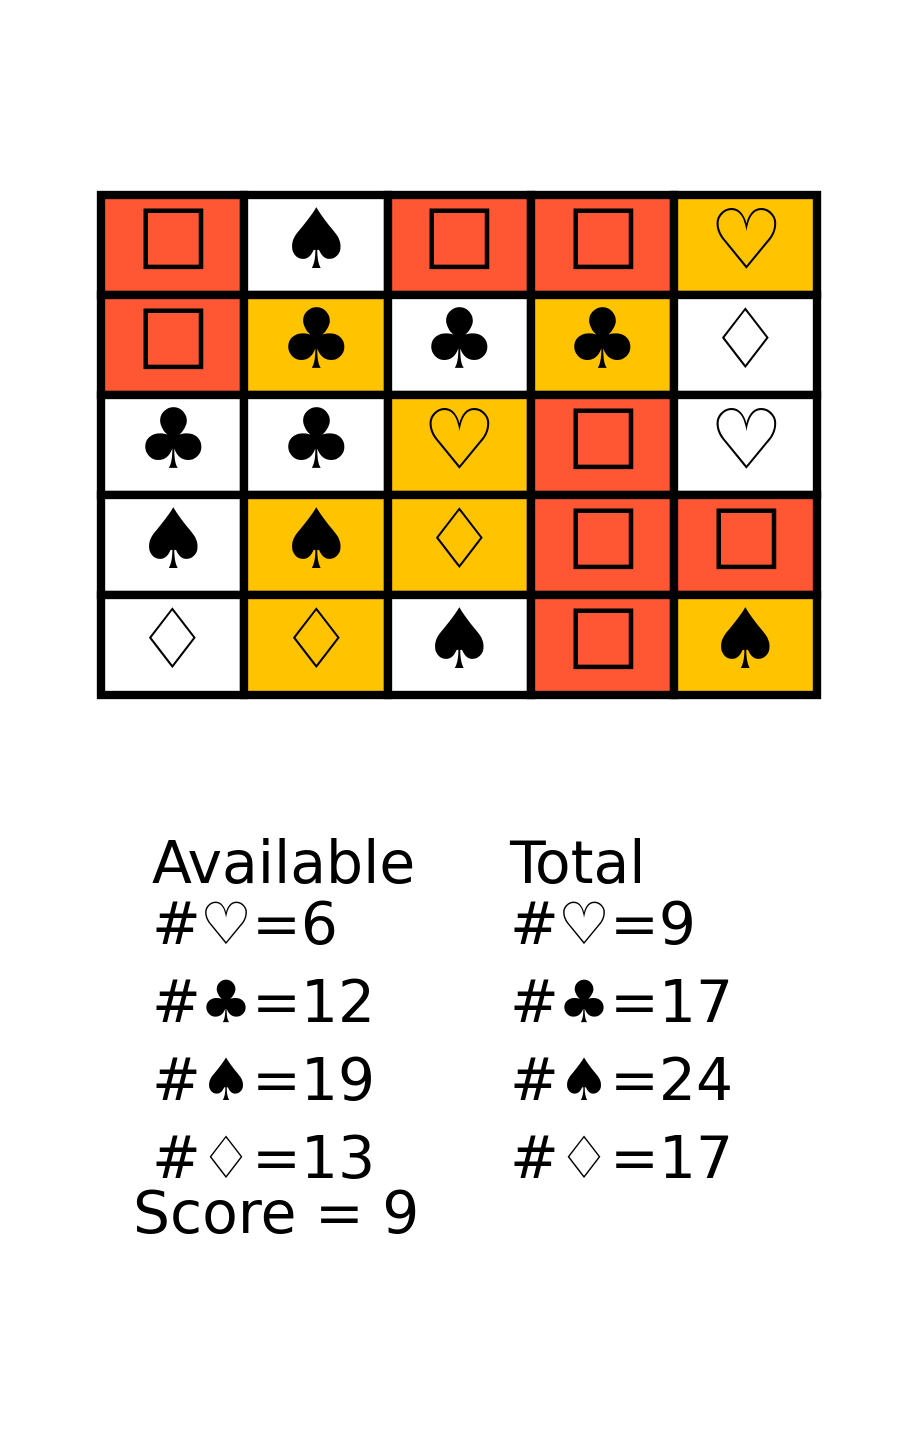 □ ♠ □ □ ♡
□ ♣ ♣ ♣ ♢
♣ ♣ ♡ □ ♡
♠ ♠ ♢ □ □
♢ ♢ ♠ □ ♠
Available Total
#♡=6 #♡=9
#♣=12 #♣=17
#♠=19 #♠=24
#♢=13 #♢=17
Score = 9